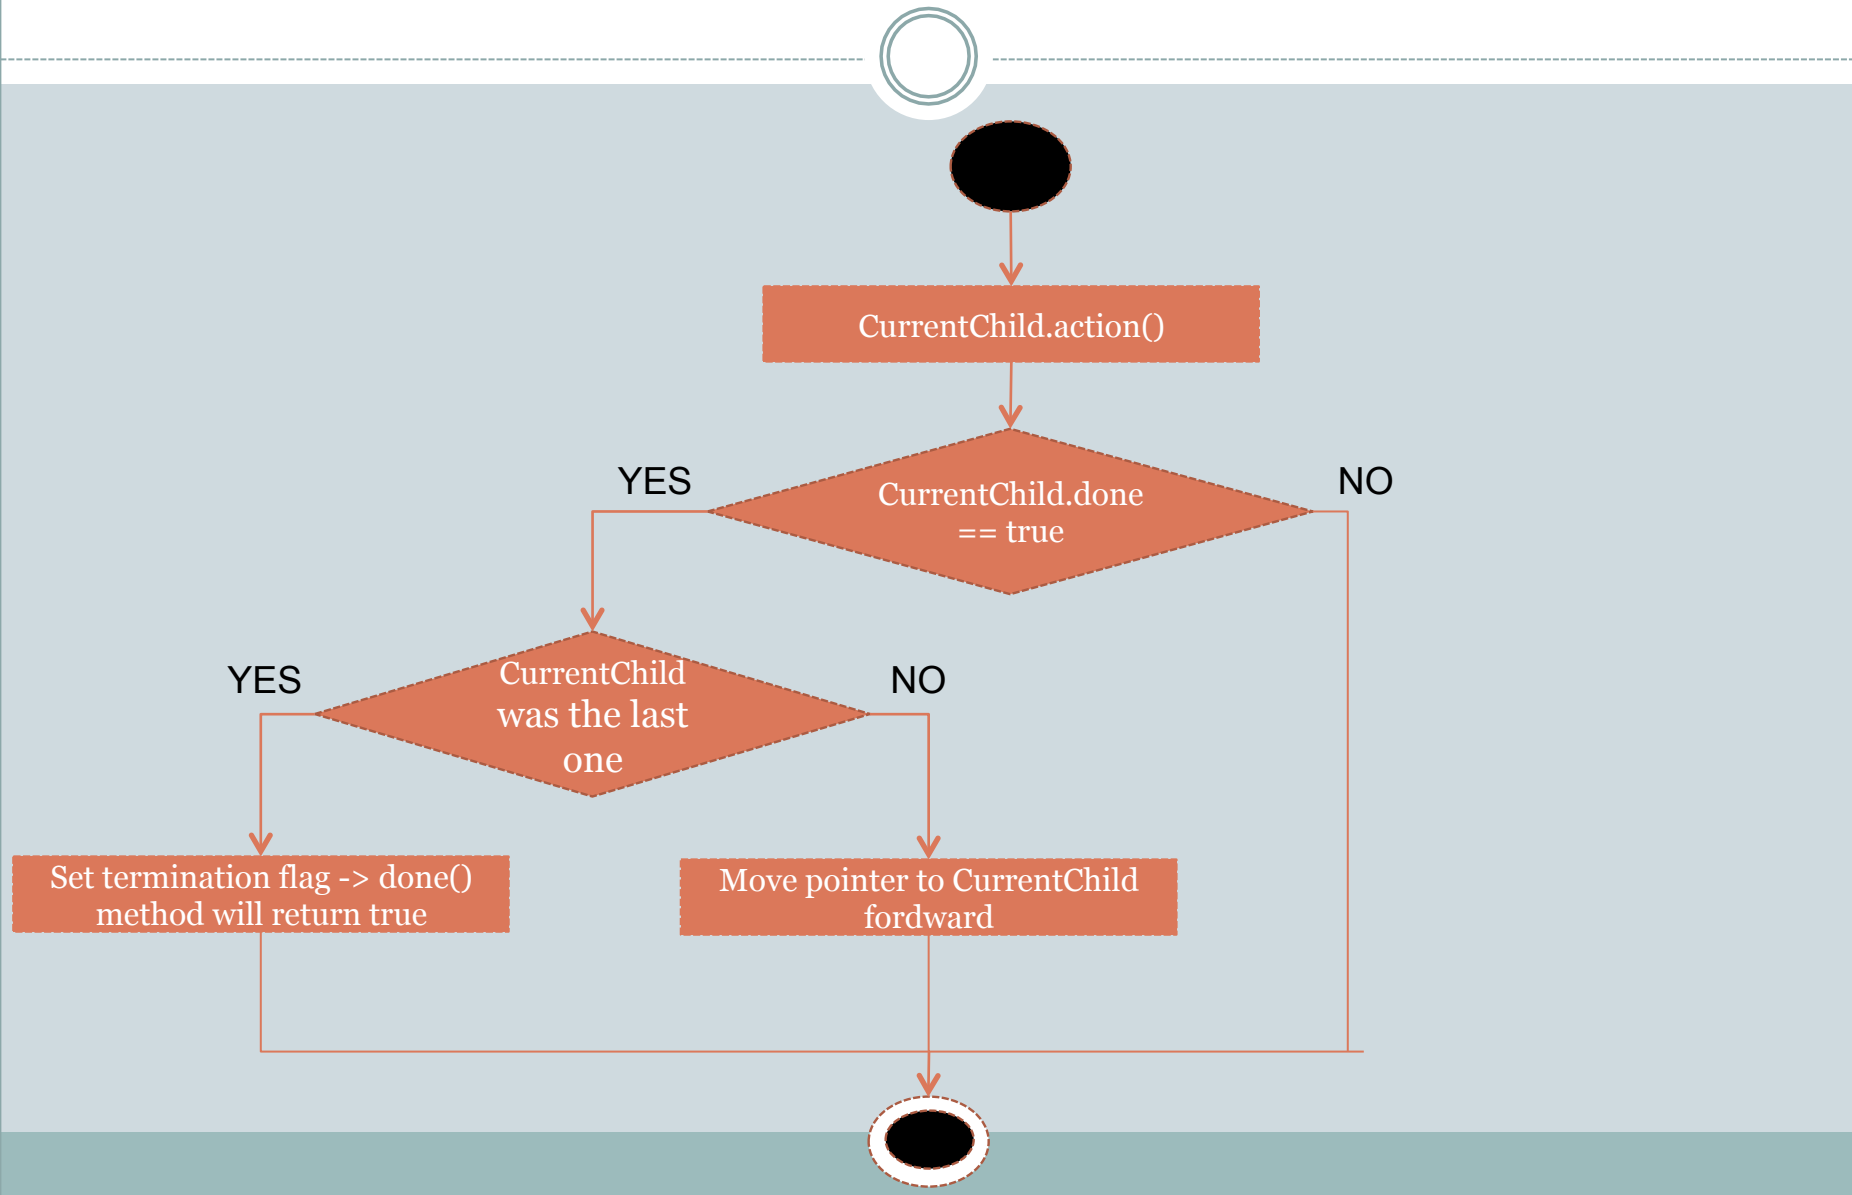 CurrentChild.action()
YES
CurrentChild.done
== true
NO
YES
CurrentChild
was the last
one
NO
Set termination flag -> done()
method will return true
Move pointer to CurrentChild
fordward